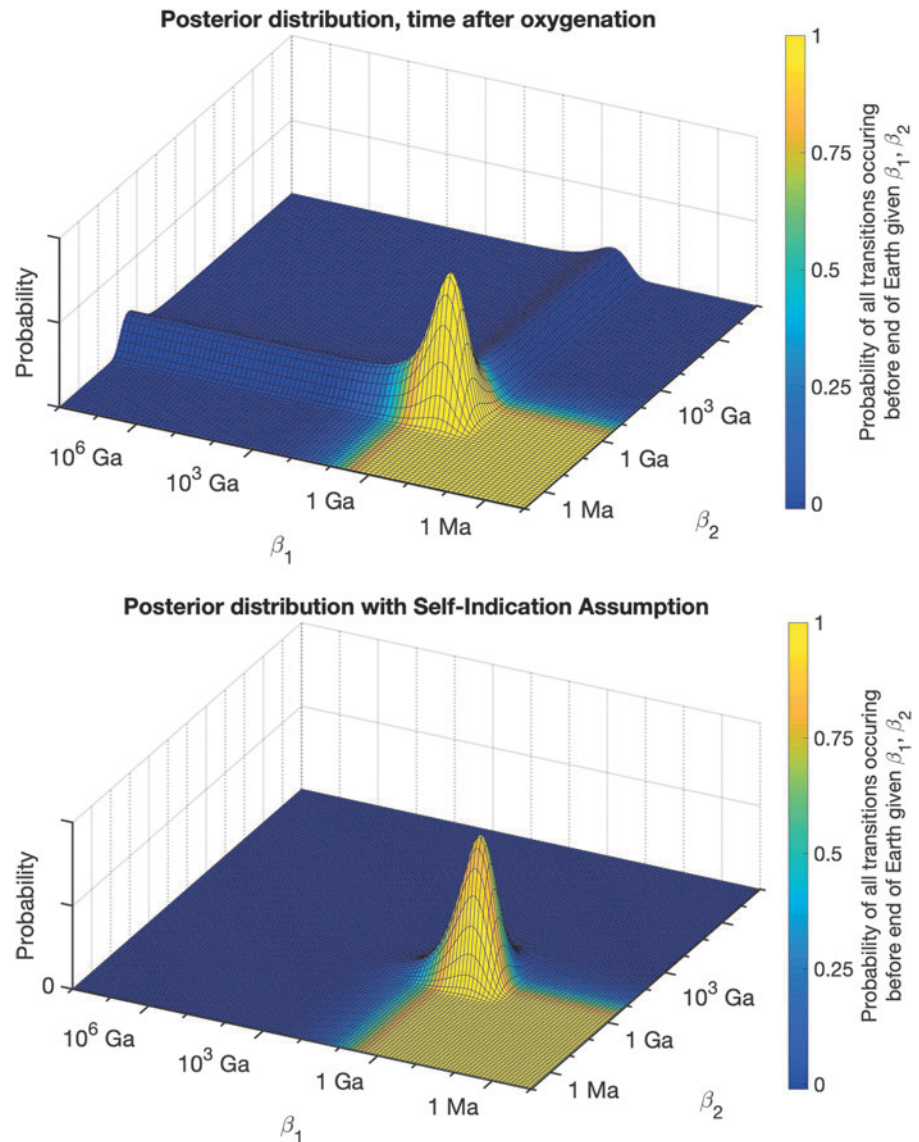 Posterior distribution, time after oxygenation
Probability
10⁶ Ga
10³ Ga
1 Ga
1 Ma
β₁
1 Ma
1 Ga
10³ Ga
β₂
1
0.75
0.5
0.25
0
Probability of all transitions occuring
before end of Earth given β₁, β₂
Posterior distribution with Self-Indication Assumption
Probability
0
10⁶ Ga
10³ Ga
1 Ga
1 Ma
β₁
1 Ma
1 Ga
10³ Ga
β₂
1
0.75
0.5
0.25
0
Probability of all transitions occuring
before end of Earth given β₁, β₂